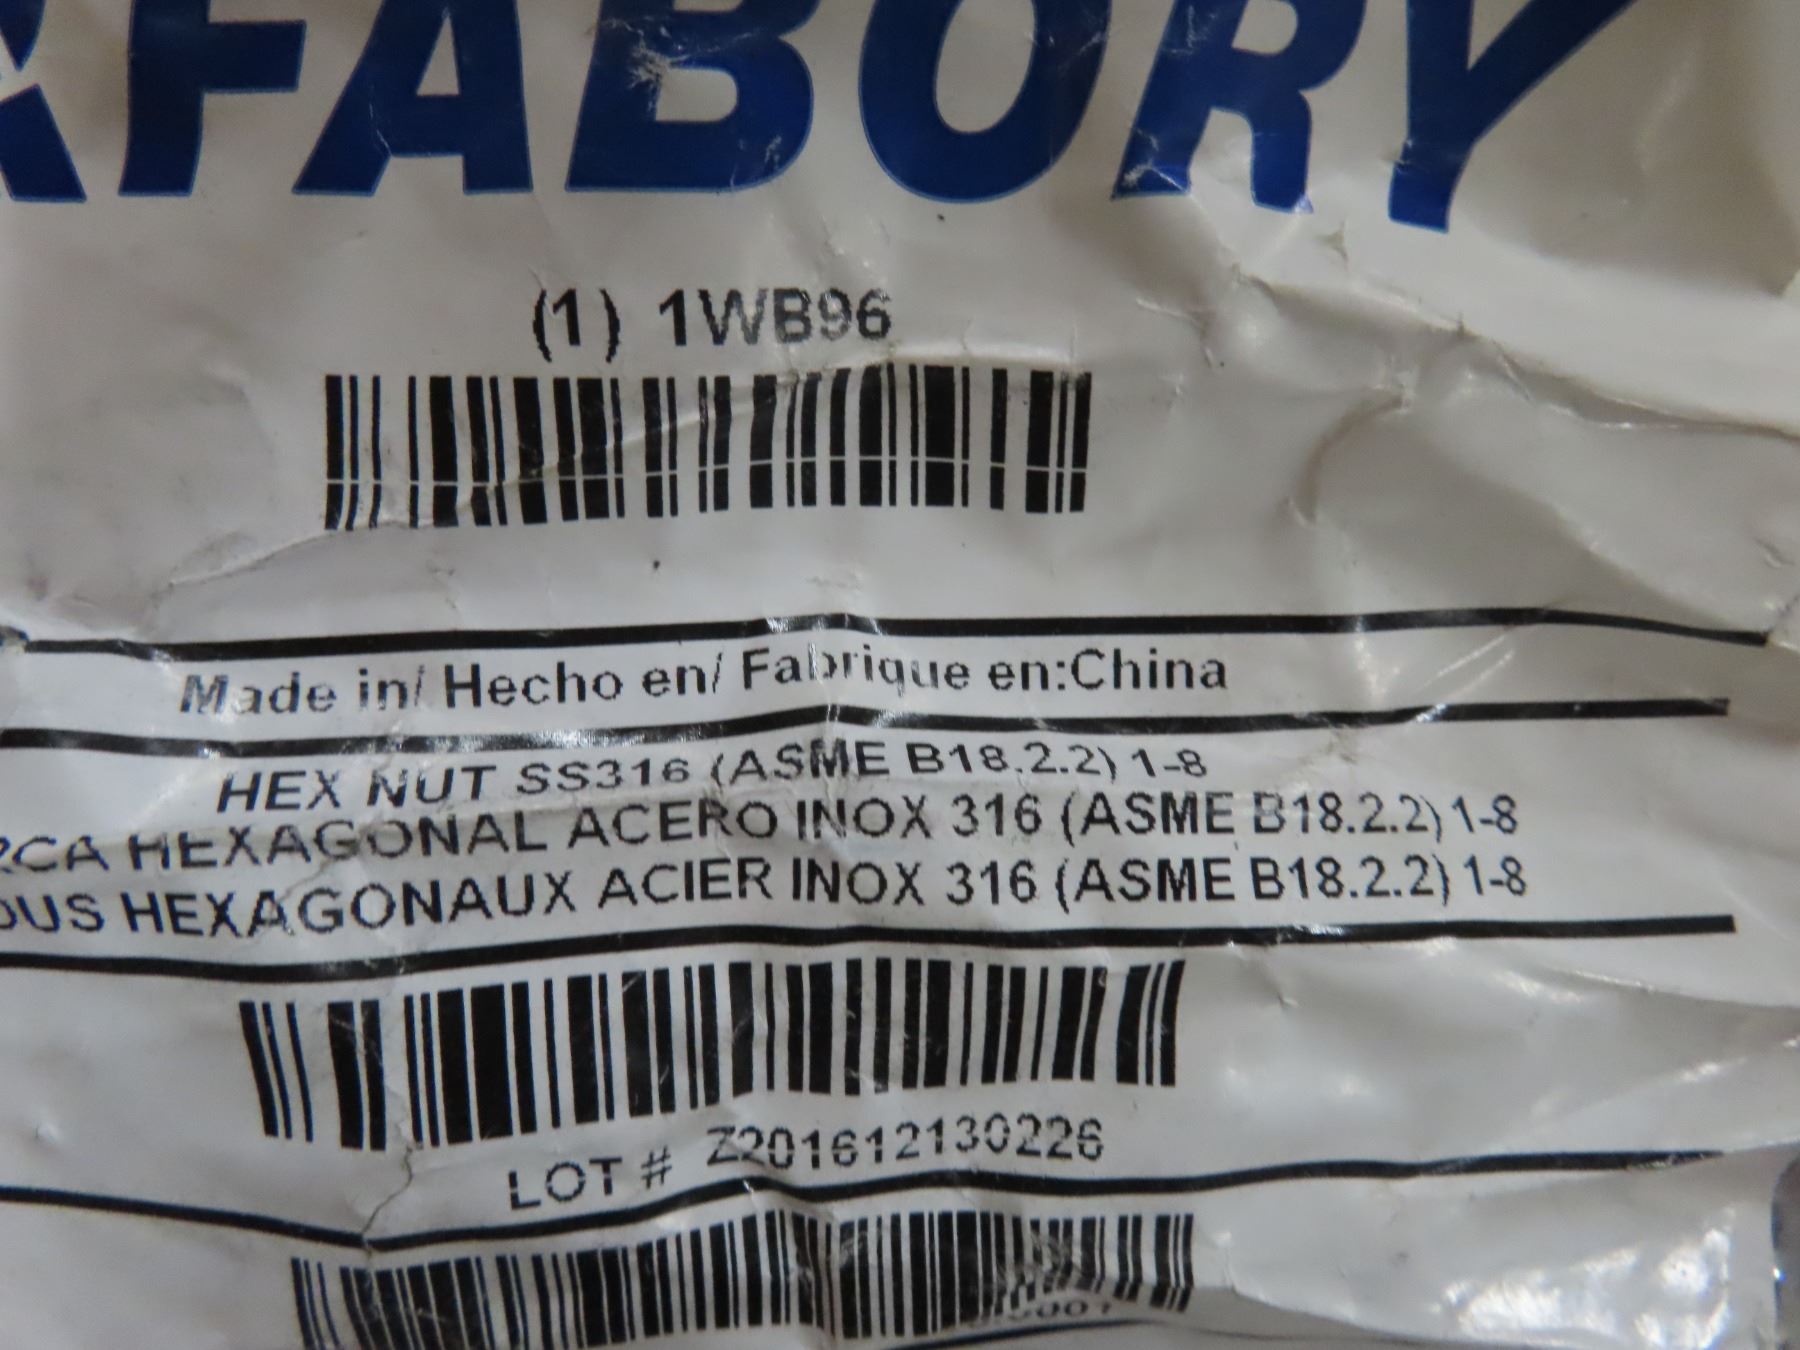 FABORY
(1) 1WB96
Made in/ Hecho en/ Fabrique en:China
HEX NUT SS316 (ASME B18.2.2) 1-8
HEXAGONAL ACERO INOX 316 (ASME B18.2.2) 1-8
HEXAGONAUX ACIER INOX 316 (ASME B18.2.2) 1-8
LOT # Z201612130226